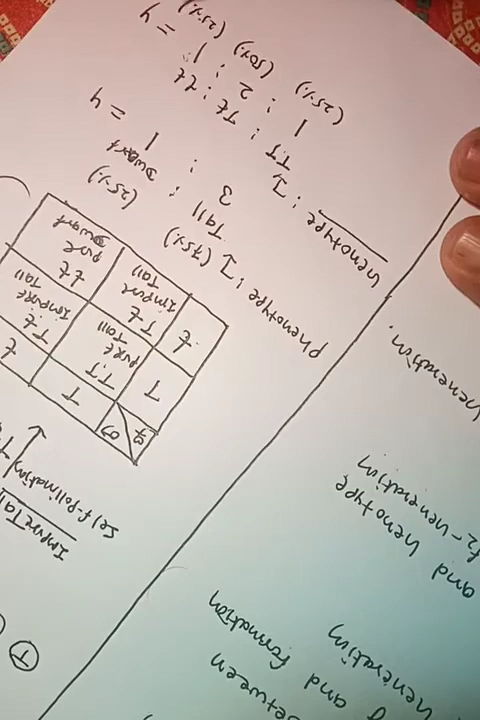 between
and formation
generation
and Genotype
F2-Generation
Generation.
T
Impure Tall
Self-Pollination
T t
T TT Pure Tall Tt Impure Tall
t Tt Impure Tall tt Pure Dwarf
Phenotype :→ (75%) (25%)
Tall : Dwarf
3 : 1 = 4
Genotype :→
TT : Tt : tt
1 : 2 : 1 = 4
(25%) (50%) (25%)